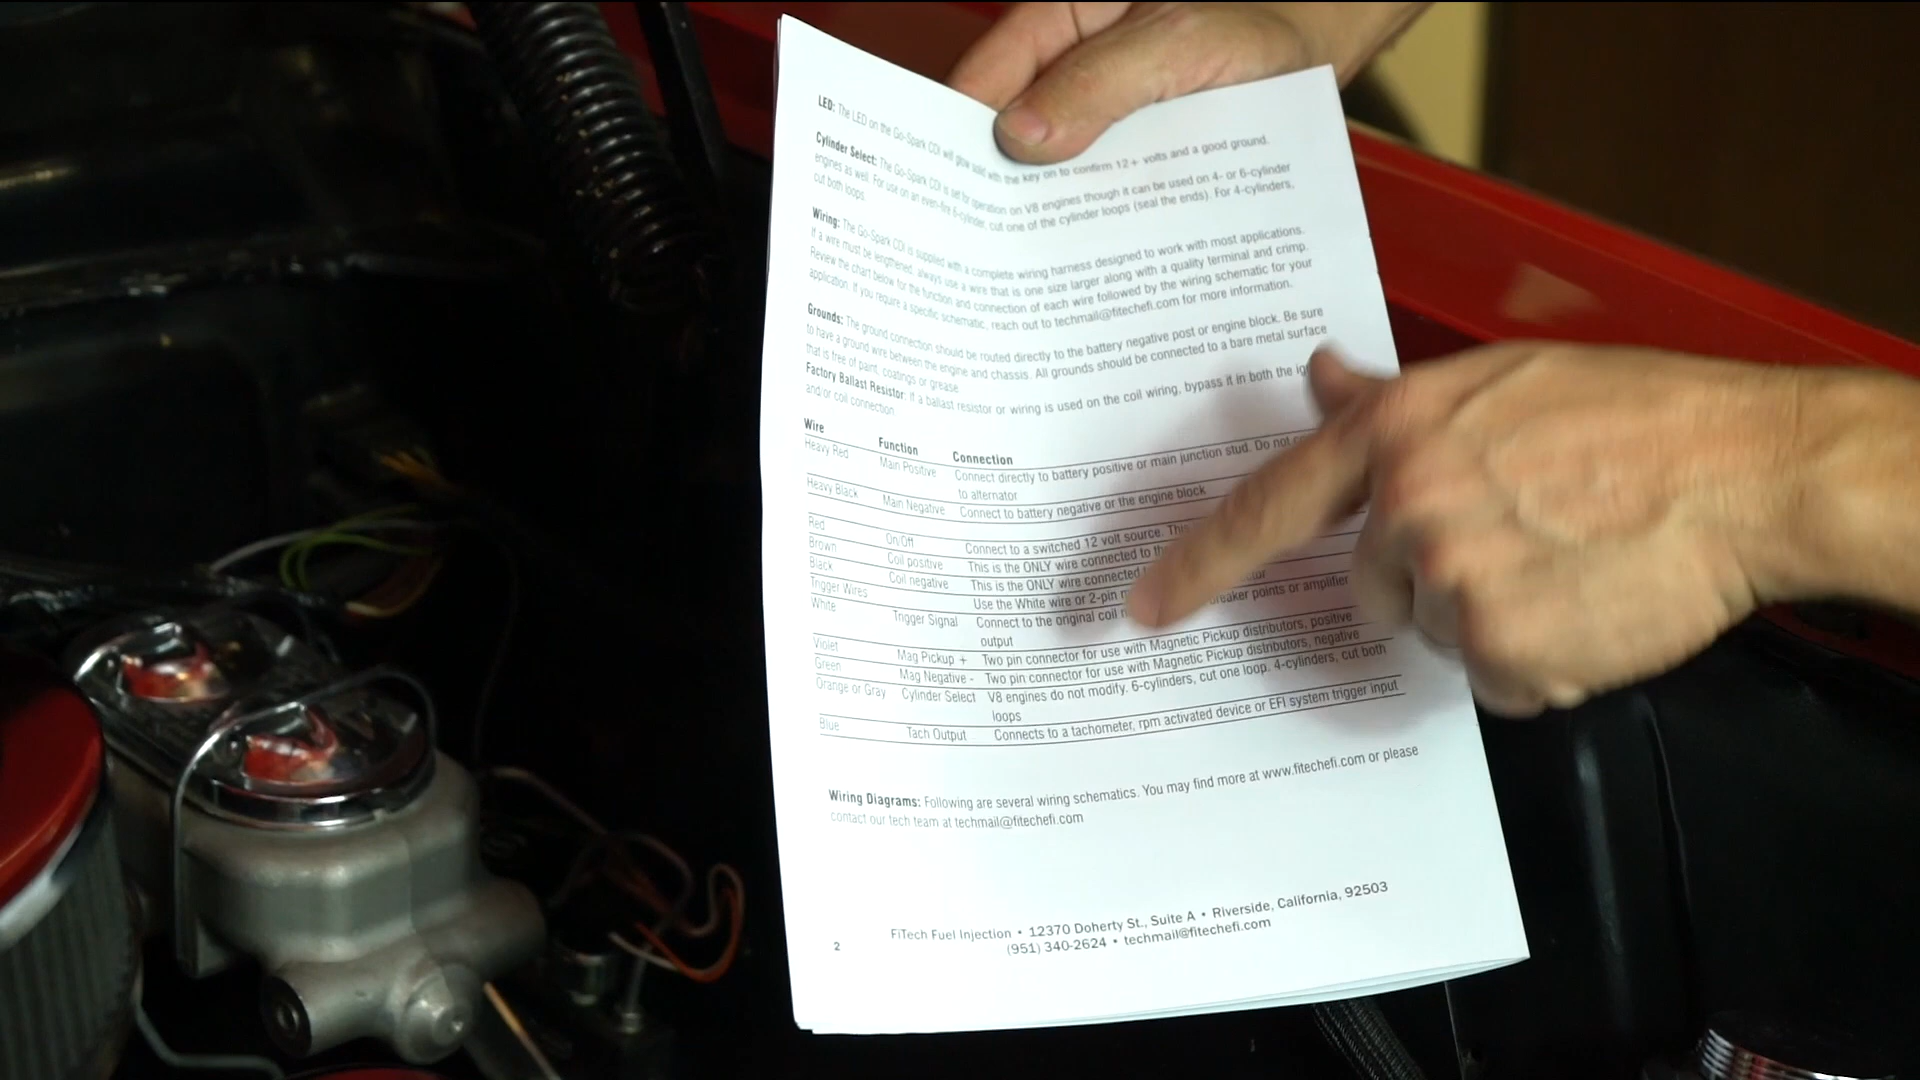 LED: The LED on the Go-Spark CDI will glow solid with the key on to confirm 12+ volts and a good ground.
Cylinder Select: The Go-Spark CDI is set for operation on V8 engines though it can be used on 4- or 6-cylinder
engines as well. For use on an even-fire 6-cylinder, cut one of the cylinder loops (seal the ends). For 4-cylinders,
cut both loops.
Wiring: The Go-Spark CDI is supplied with a complete wiring harness designed to work with most applications.
If a wire must be lengthened, always use a wire that is one size larger along with a quality terminal and crimp.
Review the chart below for the function and connection of each wire followed by the wiring schematic for your
application. If you require a specific schematic, reach out to techmail@fitechefi.com for more information.
Grounds: The ground connection should be routed directly to the battery negative post or engine block. Be sure
to have a ground wire between the engine and chassis. All grounds should be connected to a bare metal surface
that is free of paint, coatings or grease.
Factory Ballast Resistor: If a ballast resistor or wiring is used on the coil wiring, bypass it in both the
and/or coil connection
Wire Function Connection
Heavy Red Main Positive Connect directly to battery positive or main junction stud. Do not
to alternator
Heavy Black Main Negative Connect to battery negative or the engine block
Red On/Off Connect to a switched 12 volt source. This
Brown Coil positive This is the ONLY wire connected to the
Black Coil negative This is the ONLY wire connected
Trigger Wires Use the White wire or 2-pin
White Trigger Signal Connect to the original coil breaker points or amplifier
output
Violet Mag Pickup + Two pin connector for use with Magnetic Pickup distributors, positive
Green Mag Negative - Two pin connector for use with Magnetic Pickup distributors, negative
Orange or Gray Cylinder Select V8 engines do not modify. 6-cylinders, cut one loop. 4-cylinders, cut both
loops
Blue Tach Output Connects to a tachometer, rpm activated device or EFI system trigger input
Wiring Diagrams: Following are several wiring schematics. You may find more at www.fitechefi.com or please
contact our tech team at techmail@fitechefi.com
FiTech Fuel Injection • 12370 Doherty St., Suite A • Riverside, California, 92503
(951) 340-2624 • techmail@fitechefi.com
2